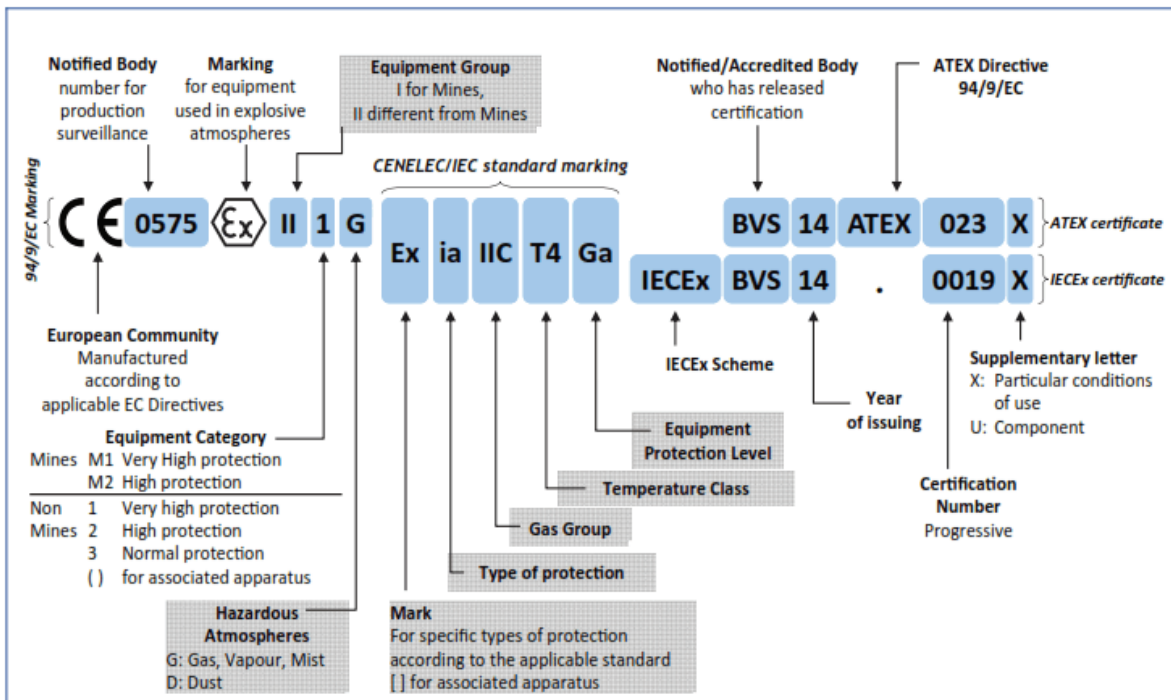 Notified Body
number for
production
surveillance
Marking
for equipment
used in explosive
atmospheres
Equipment Group
I for Mines,
II different from Mines
Notified/Accredited Body
who has released
certification
ATEX Directive
94/9/EC
CENELEC/IEC standard marking
94/9/EC Marking
CE 0575 Ex II 1 G
Ex ia IIC T4 Ga
BVS 14 ATEX 023 X
ATEX certificate
IECEx BVS 14 . 0019 X
IECEx certificate
European Community
Manufactured
according to
applicable EC Directives
IECEx Scheme
Year
of issuing
Supplementary letter
X: Particular conditions
of use
U: Component
Equipment Category
Mines M1 Very High protection
M2 High protection
Non 1 Very high protection
Mines 2 High protection
3 Normal protection
( ) for associated apparatus
Equipment
Protection Level
Temperature Class
Gas Group
Type of protection
Certification
Number
Progressive
Hazardous
Atmospheres
G: Gas, Vapour, Mist
D: Dust
Mark
For specific types of protection
according to the applicable standard
[ ] for associated apparatus